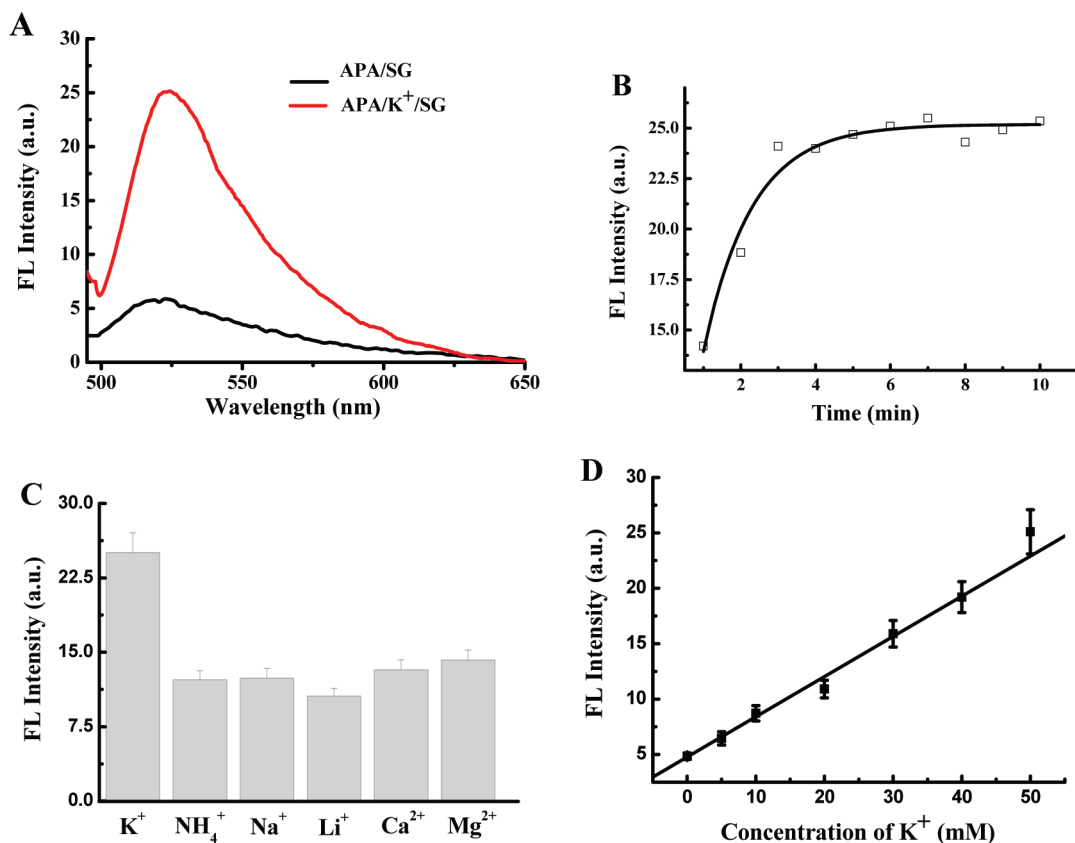 A
FL Intensity (a.u.)
30
25
20
15
10
5
0
500
550
600
650
Wavelength (nm)
APA/SG
APA/K⁺/SG
B
FL Intensity (a.u.)
25.0
22.5
20.0
17.5
15.0
2
4
6
8
10
Time (min)
C
FL Intensity (a.u.)
30.0
22.5
15.0
7.5
0.0
K⁺
NH₄⁺
Na⁺
Li⁺
Ca²⁺
Mg²⁺
D
FL Intensity (a.u.)
30
25
20
15
10
5
0
10
20
30
40
50
Concentration of K⁺ (mM)